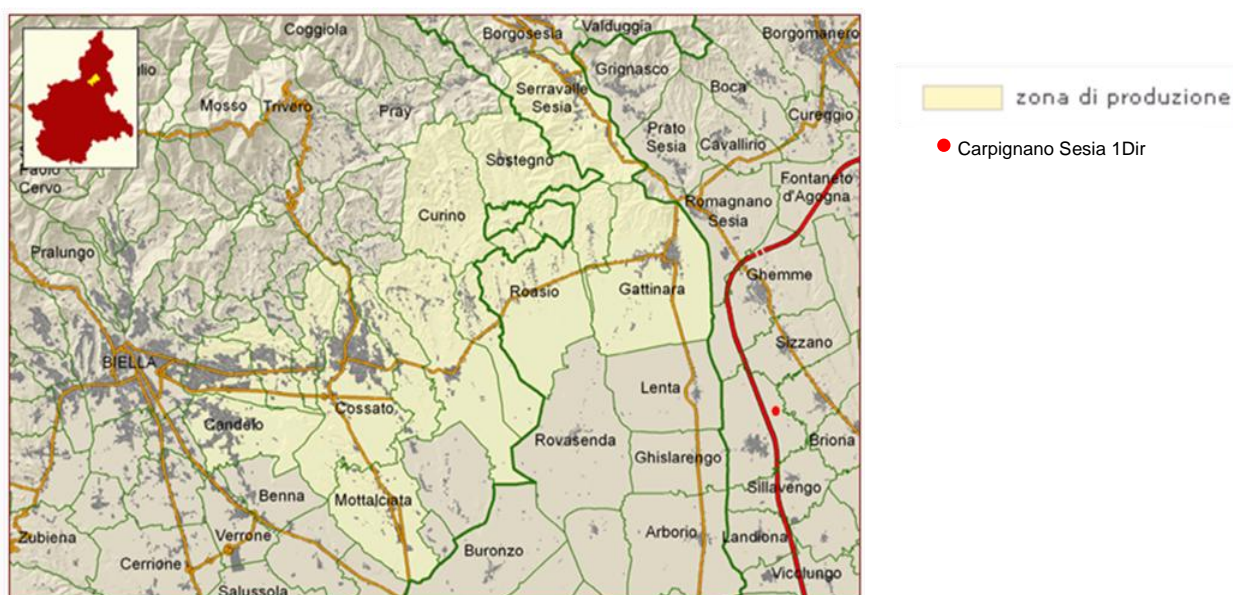 Coggiola
Valduggia
Borgosesia
Borgomanero
Grignasco
Mosso
Trivero
Serravalle
Sesia
Boca
Pray
Cureggio
Prato
Sesia
Cavallirio
Sostegno
Cervo
Fontaneto
d'Agogna
Romagnano
Sesia
Curino
Pralungo
Ghemme
Roasio
Gattinara
Sizzano
BIELLA
Lenta
Cossato
Candelo
Rovasenda
Briona
Ghislarengo
Benna
Mottalciata
Sillavengo
Zubiena
Verrone
Arborio
Landiona
Buronzo
Cerrione
Vicolungo
Salussola
zona di produzione
Carpignano Sesia 1Dir